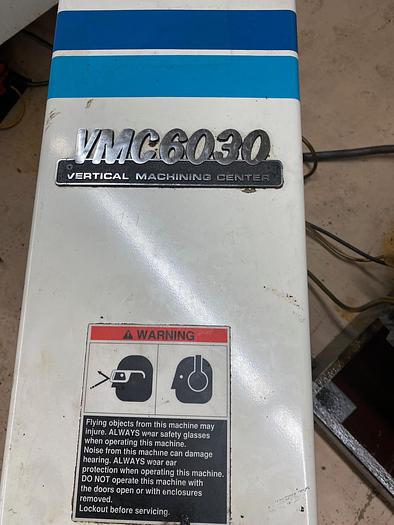 VMC6030
VERTICAL MACHINING CENTER
WARNING
Flying objects from this machine may
injure. ALWAYS wear safety glasses
when operating this machine.
Noise from this machine can damage
hearing. ALWAYS wear ear
protection when operating this machine.
DO NOT operate this machine with
the doors open or with enclosures
removed.
Lockout before servicing.